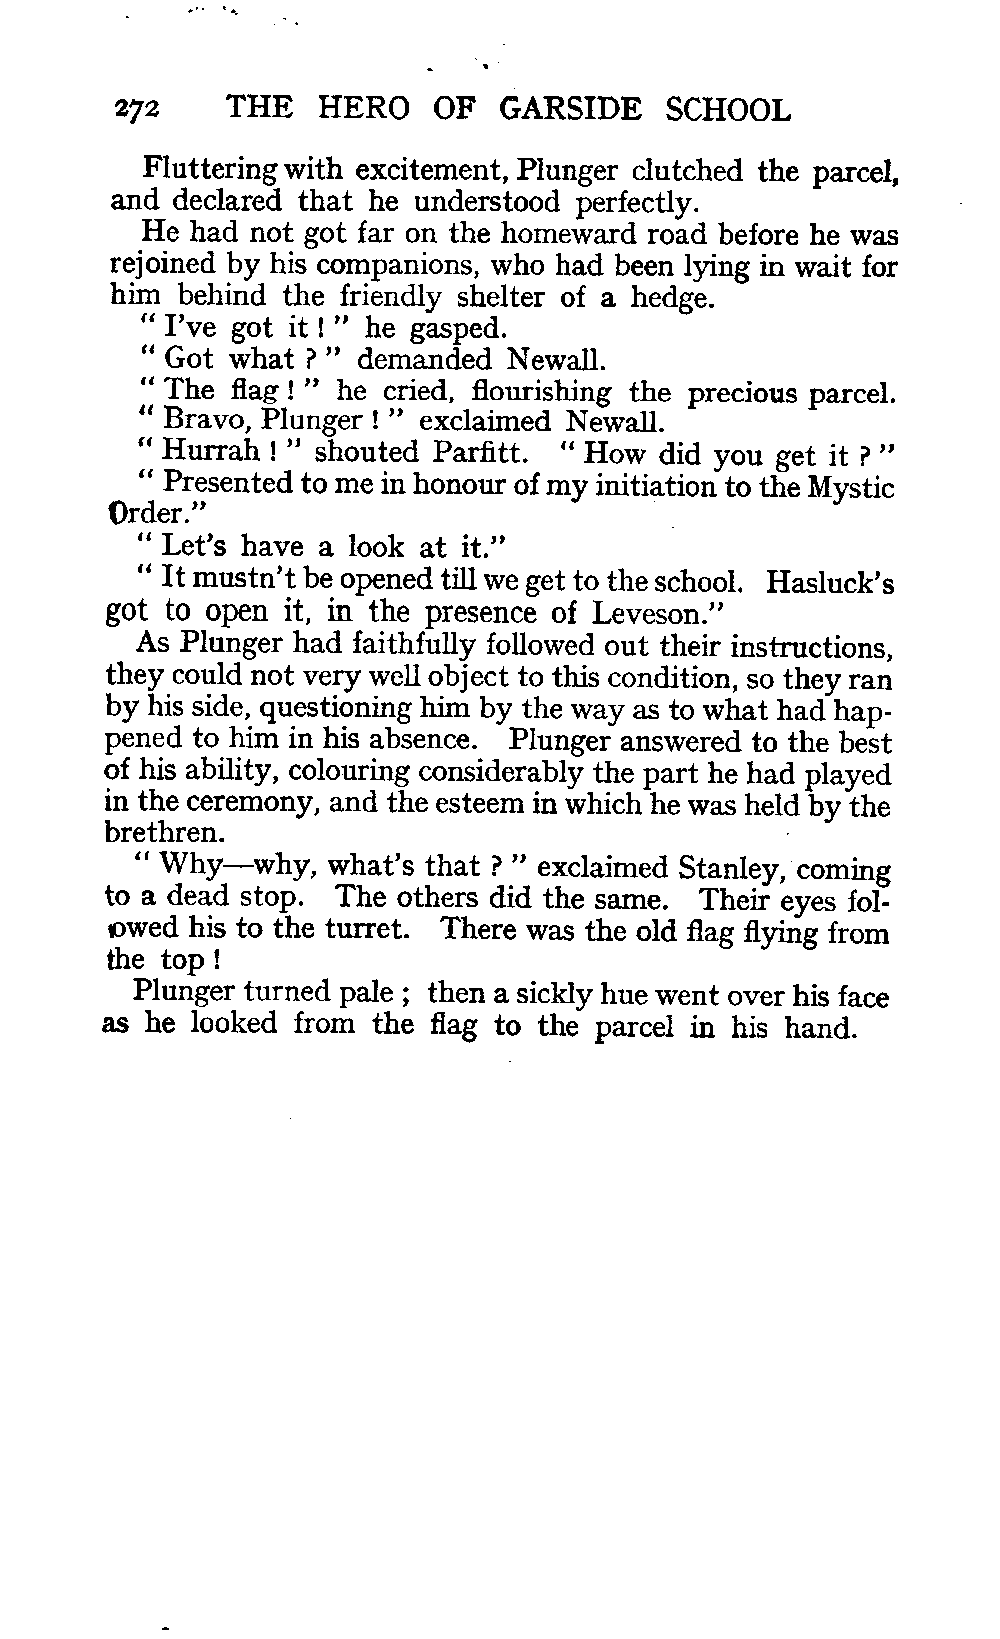 272 THE HERO OF GARSIDE SCHOOL
Fluttering with excitement, Plunger clutched the parcel,
and declared that he understood perfectly.
He had not got far on the homeward road before he was
rejoined by his companions, who had been lying in wait for
him behind the friendly shelter of a hedge.
“ I’ve got it ! ” he gasped.
“ Got what ? ” demanded Newall.
“ The flag ! ” he cried, flourishing the precious parcel.
“ Bravo, Plunger ! ” exclaimed Newall.
“ Hurrah ! ” shouted Parfitt. “ How did you get it ? ”
“ Presented to me in honour of my initiation to the Mystic
Order.”
“ Let’s have a look at it.”
“ It mustn’t be opened till we get to the school. Hasluck’s
got to open it, in the presence of Leveson.”
As Plunger had faithfully followed out their instructions,
they could not very well object to this condition, so they ran
by his side, questioning him by the way as to what had hap-
pened to him in his absence. Plunger answered to the best
of his ability, colouring considerably the part he had played
in the ceremony, and the esteem in which he was held by the
brethren.
“ Why—why, what’s that ? ” exclaimed Stanley, coming
to a dead stop. The others did the same. Their eyes fol-
lowed his to the turret. There was the old flag flying from
the top !
Plunger turned pale ; then a sickly hue went over his face
as he looked from the flag to the parcel in his hand.